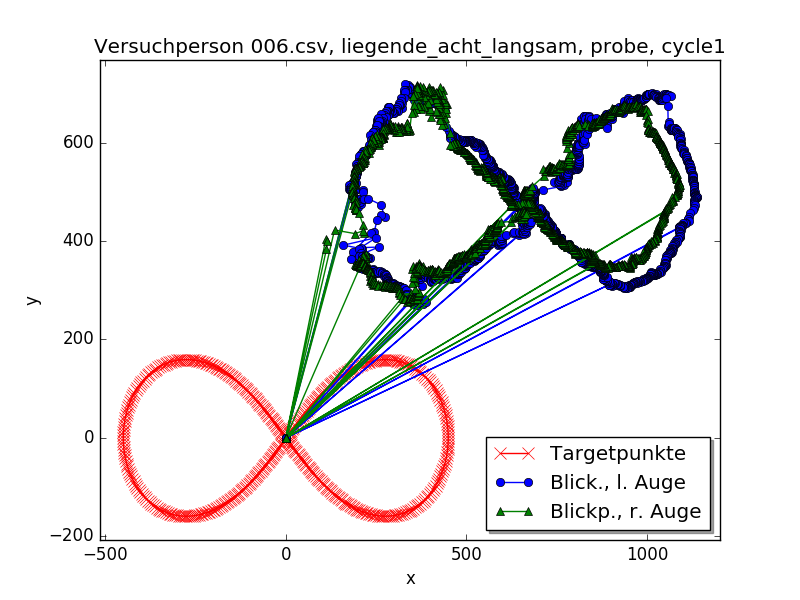 Versuchperson 006.csv, liegende_acht_langsam, probe, cycle1
y
600
400
200
0
−200
−500
0
500
1000
x
Targetpunkte
Blick., l. Auge
Blickp., r. Auge